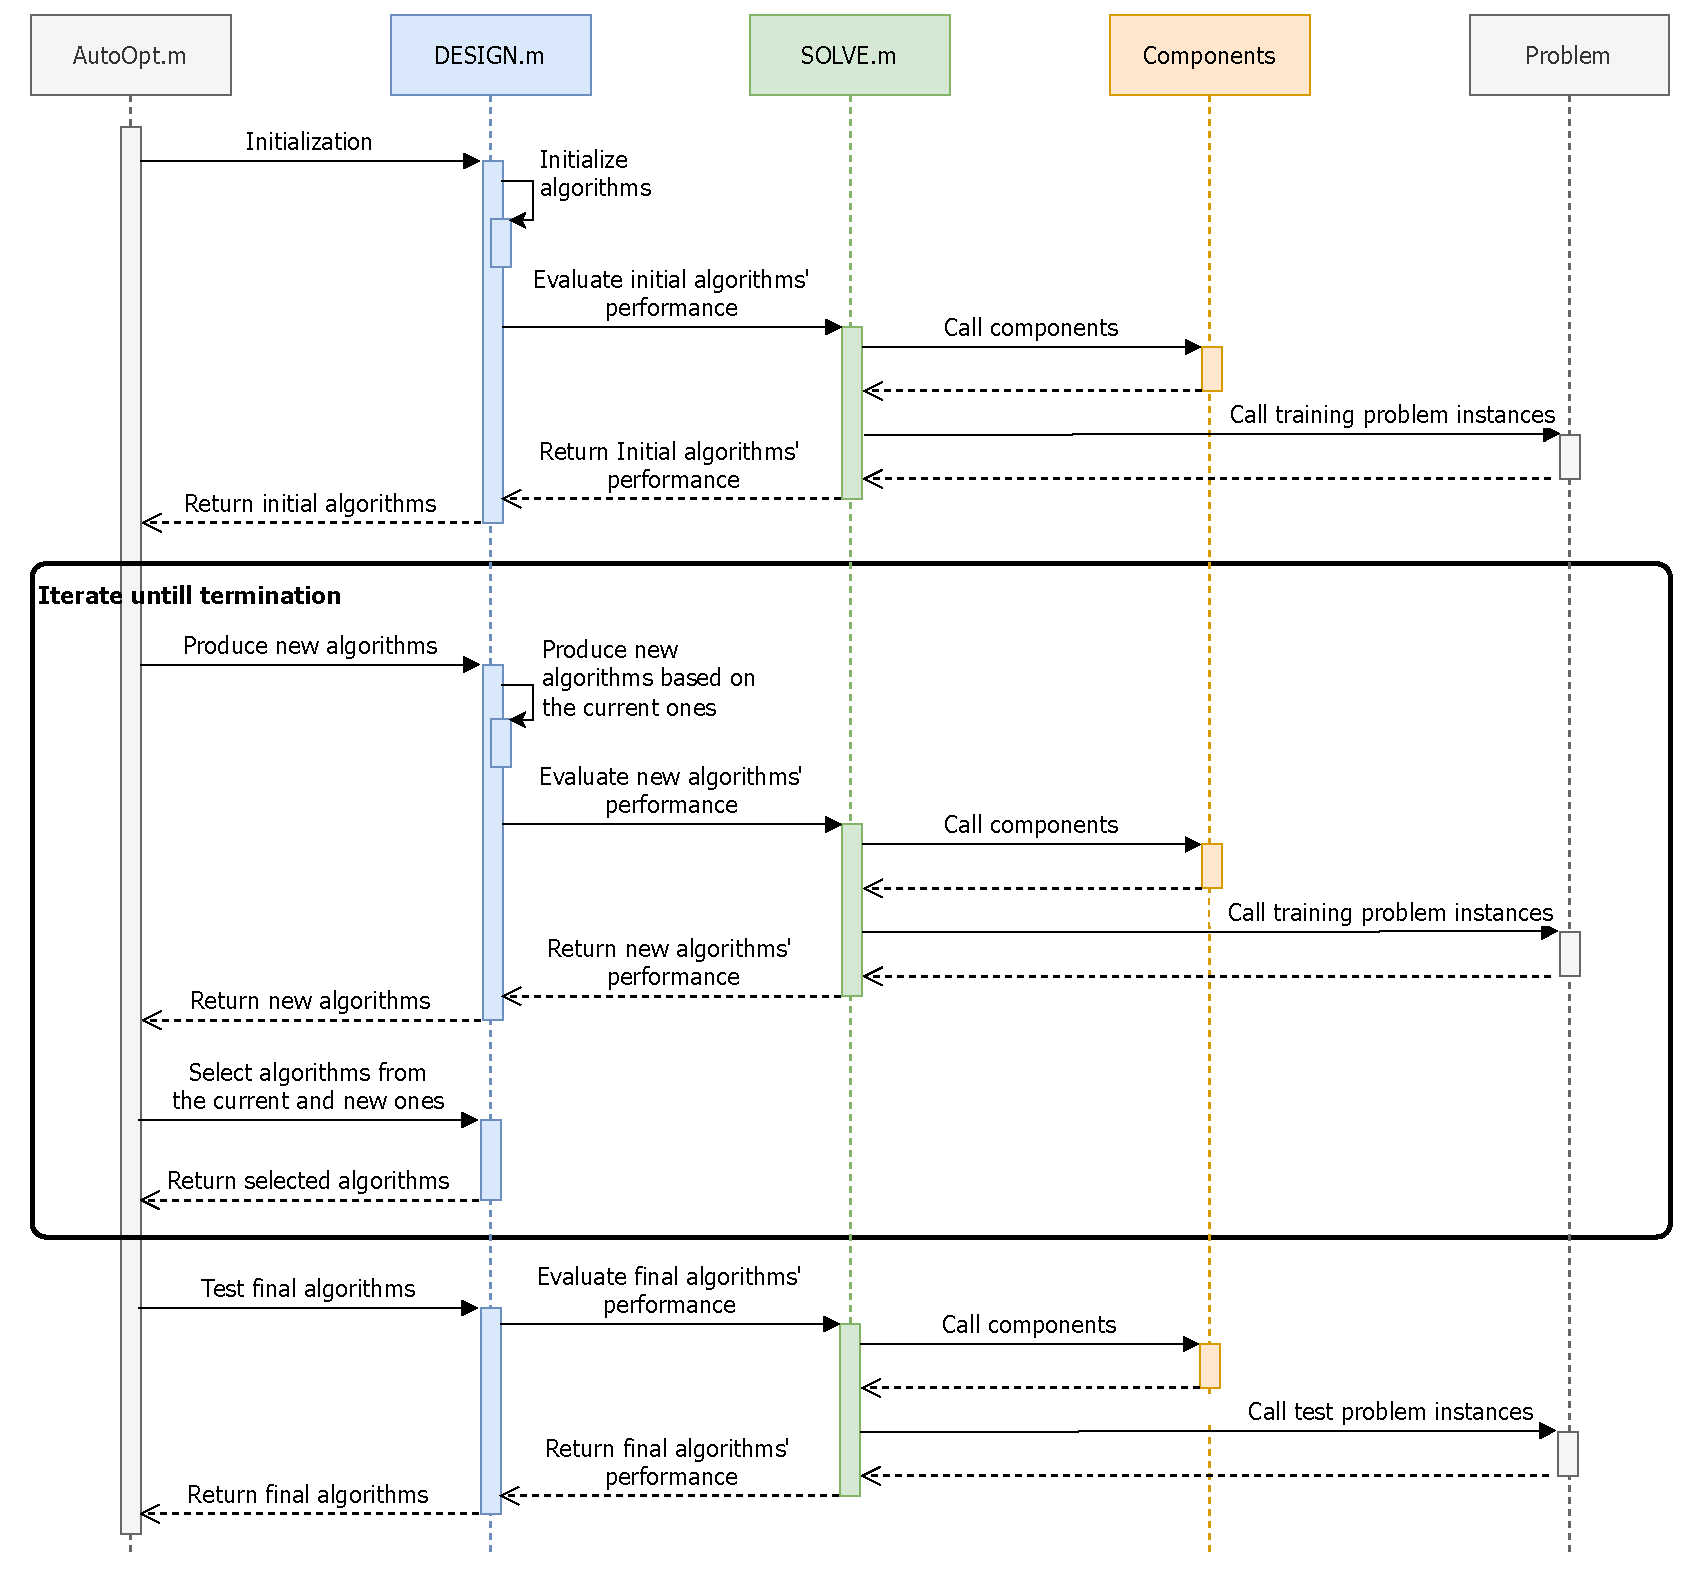 AutoOpt.m
DESIGN.m
SOLVE.m
Components
Problem
Initialization
Initialize
algorithms
Evaluate initial algorithms'
performance
Call components
Call training problem instances
Return Initial algorithms'
performance
Return initial algorithms
Iterate untill termination
Produce new algorithms
Produce new
algorithms based on
the current ones
Evaluate new algorithms'
performance
Call components
Call training problem instances
Return new algorithms'
performance
Return new algorithms
Select algorithms from
the current and new ones
Return selected algorithms
Test final algorithms
Evaluate final algorithms'
performance
Call components
Call test problem instances
Return final algorithms'
performance
Return final algorithms